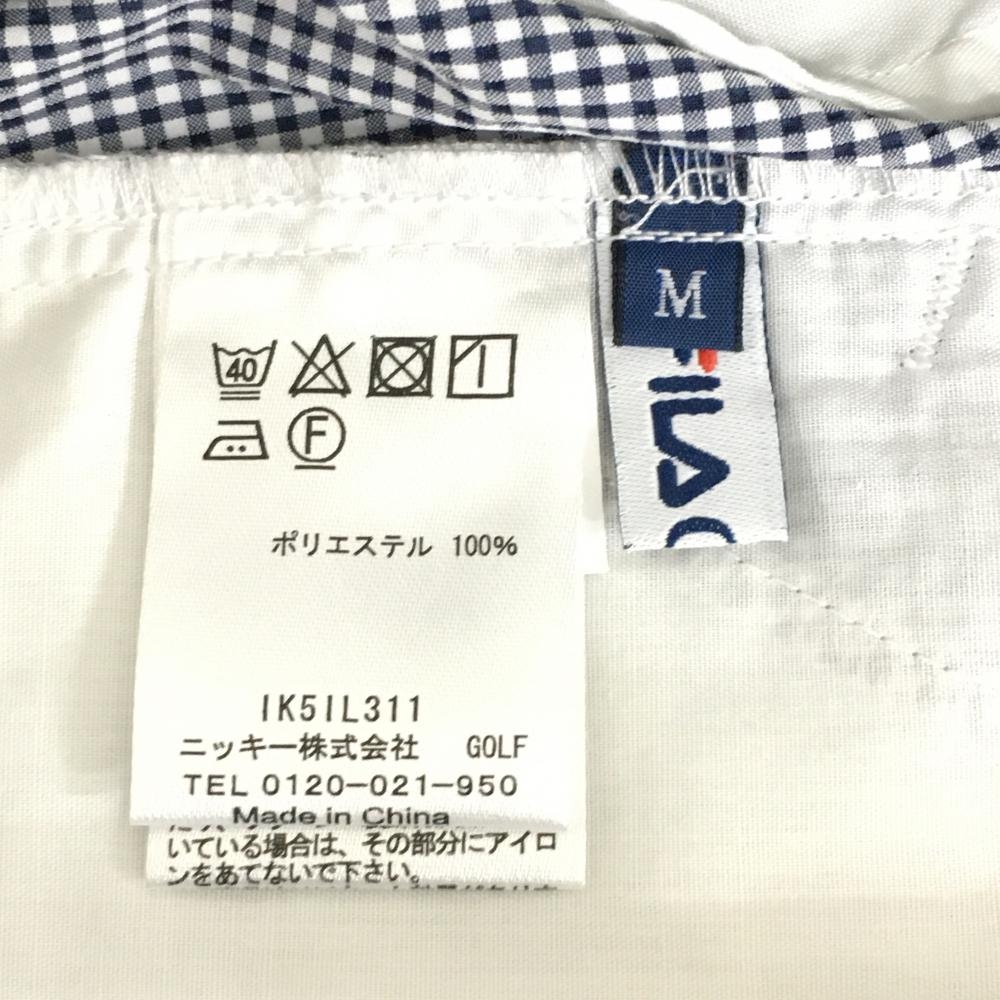 M
FILA
40
F
ポリエステル 100%
IK5IL311
ニッキー株式会社 GOLF
TEL 0120-021-950
Made in China
いている場合は、その部分にアイロ
ンをあてないで下さい。